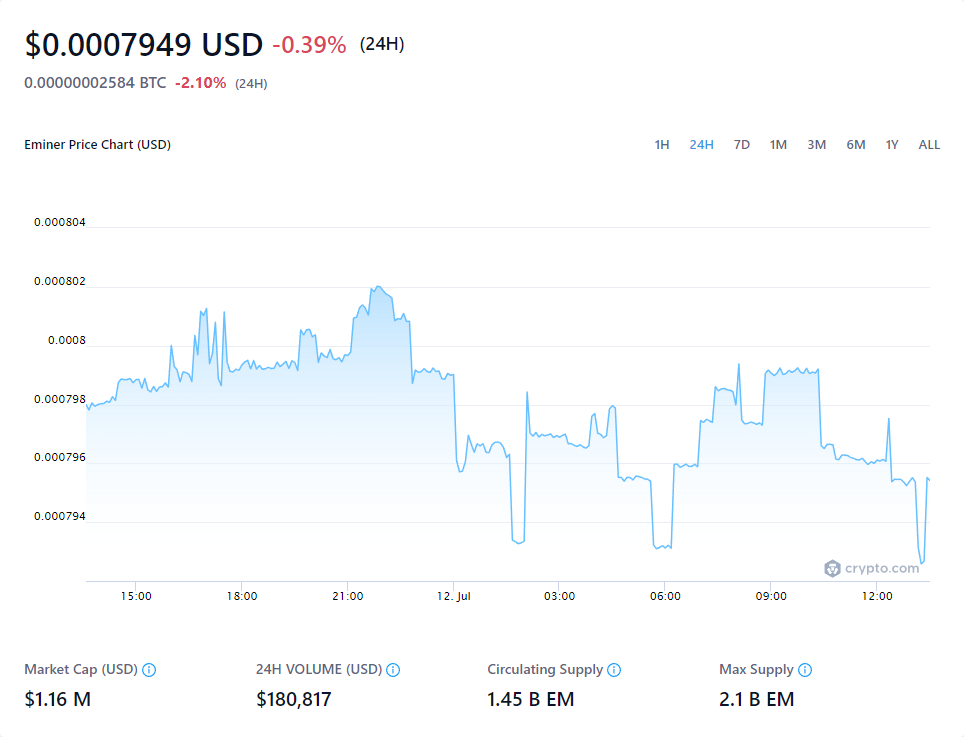 $0.0007949 USD -0.39% (24H)
0.00000002584 BTC -2.10% (24H)
Eminer Price Chart (USD) 1H 24H 7D 1M 3M 6M 1Y ALL
0.000804
0.000802
0.0008
0.000798
0.000796
0.000794
crypto.com
15:00 18:00 21:00 12. Jul 03:00 06:00 09:00 12:00
Market Cap (USD) 24H VOLUME (USD) Circulating Supply Max Supply
$1.16 M $180,817 1.45 B EM 2.1 B EM